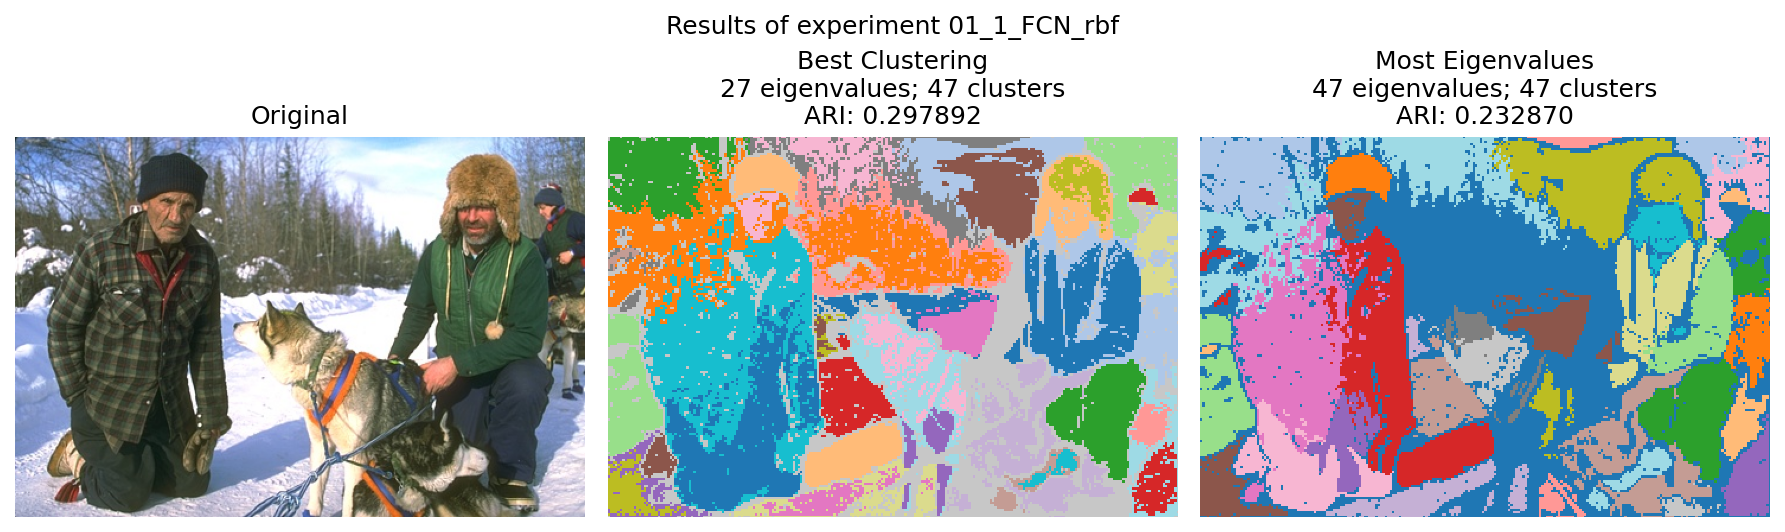 Results of experiment 01_1_FCN_rbf
Original
Best Clustering
27 eigenvalues; 47 clusters
ARI: 0.297892
Most Eigenvalues
47 eigenvalues; 47 clusters
ARI: 0.232870